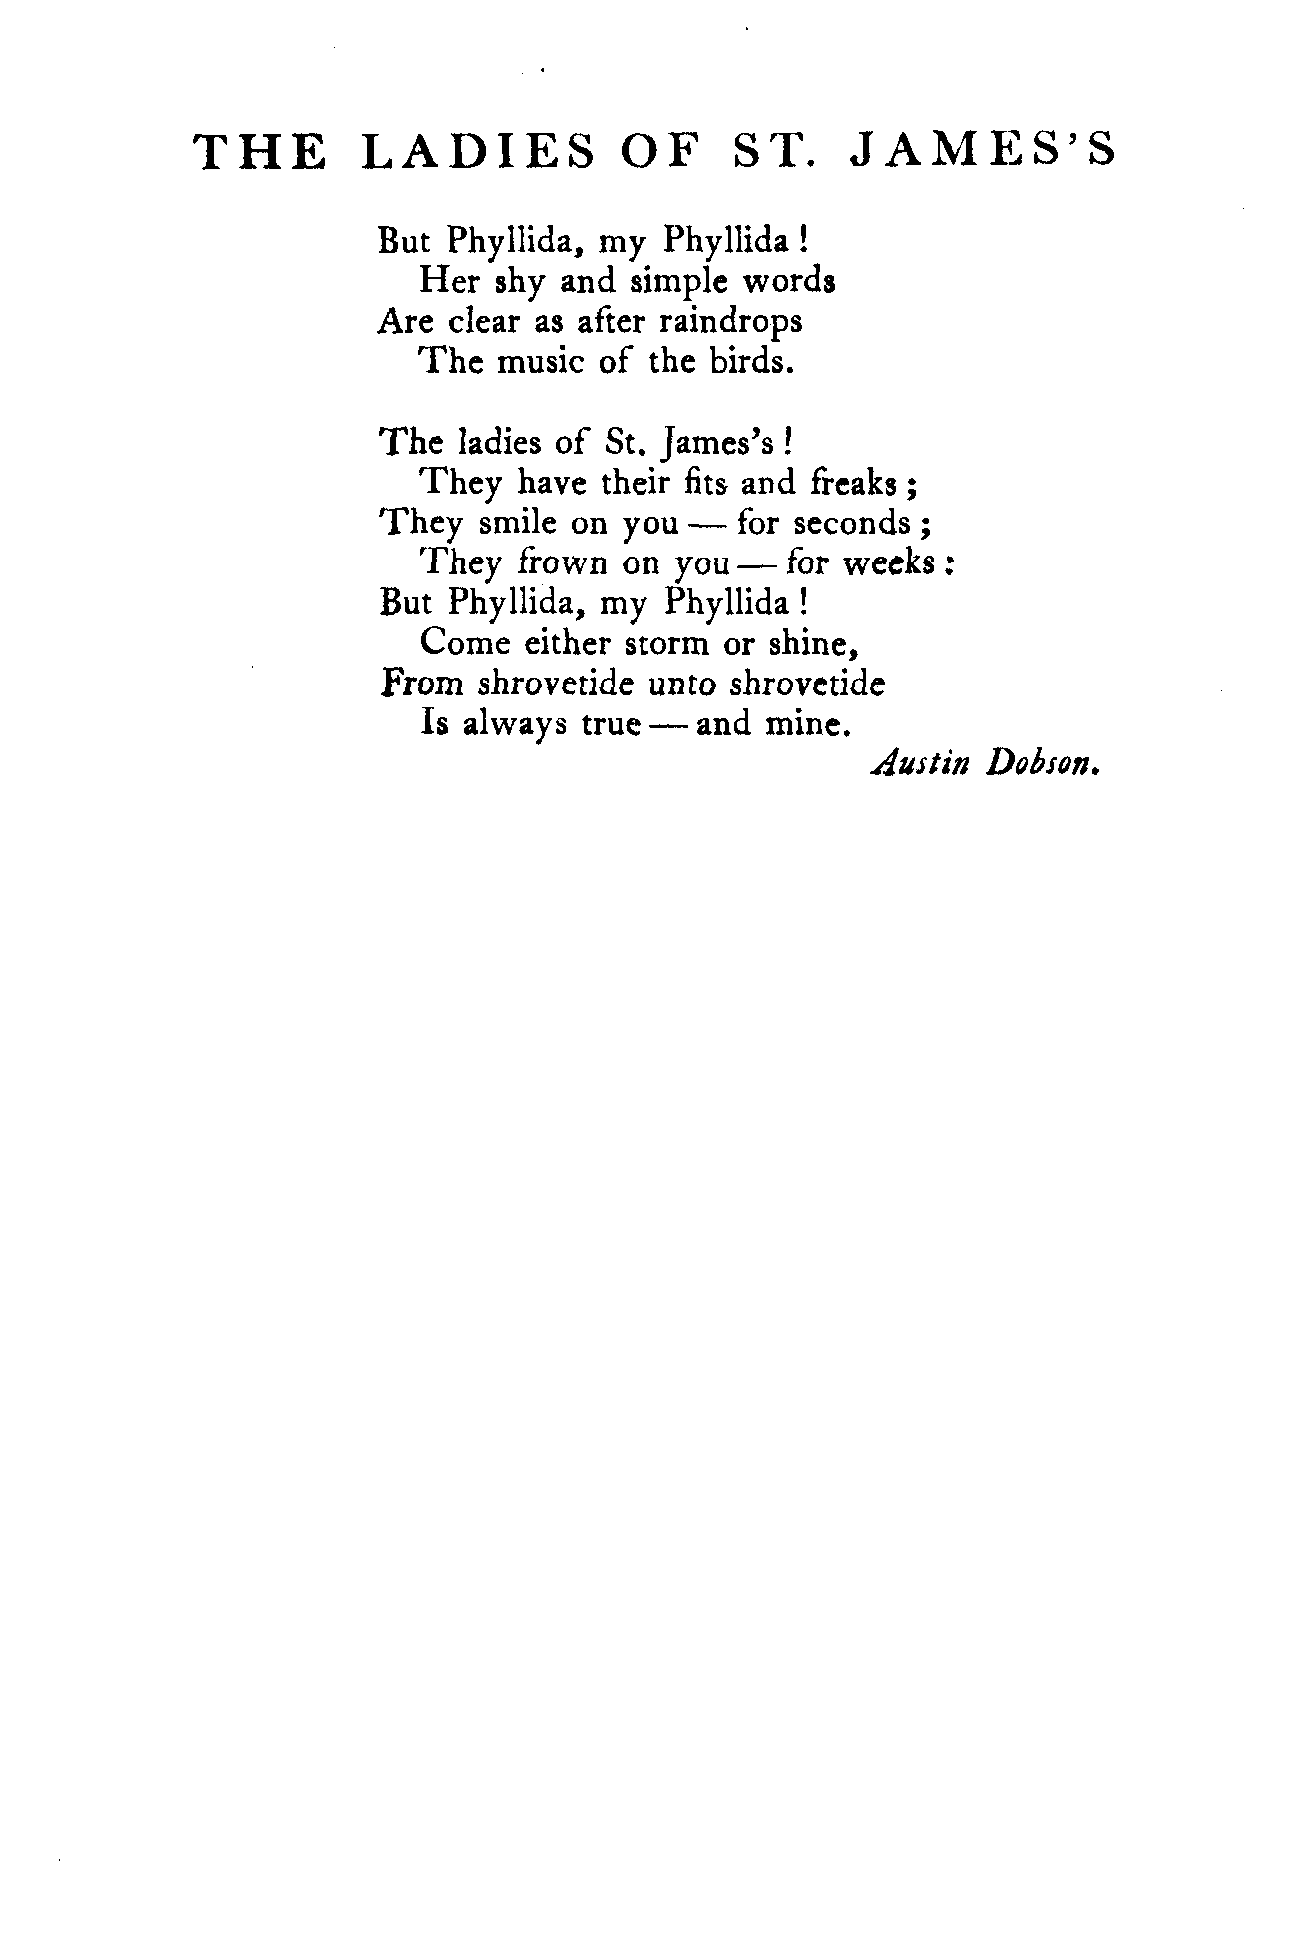 THE LADIES OF ST. JAMES'S
But Phyllida, my Phyllida!
Her shy and simple words
Are clear as after raindrops
The music of the birds.
The ladies of St. James's!
They have their fits and freaks;
They smile on you — for seconds;
They frown on you — for weeks:
But Phyllida, my Phyllida!
Come either storm or shine,
From shrovetide unto shrovetide
Is always true — and mine.
Austin Dobson.